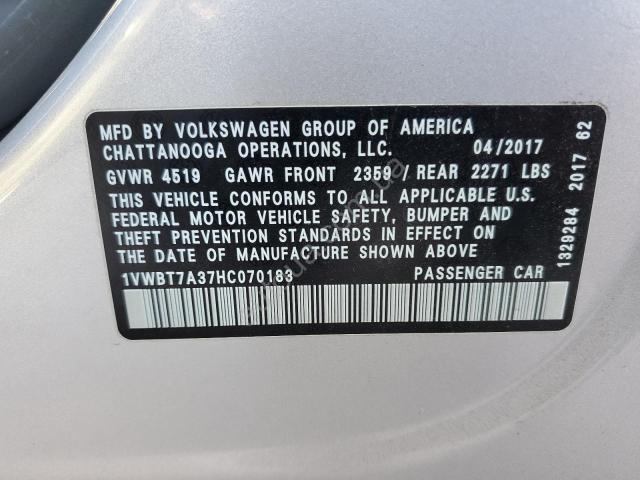 MFD BY VOLKSWAGEN GROUP OF AMERICA
CHATTANOOGA OPERATIONS, LLC. 04/2017
GVWR 4519 GAWR FRONT 2359 / REAR 2271 LBS
THIS VEHICLE CONFORMS TO ALL APPLICABLE U.S.
FEDERAL MOTOR VEHICLE SAFETY, BUMPER AND
THEFT PREVENTION STANDARDS IN EFFECT ON
THE DATE OF MANUFACTURE SHOWN ABOVE
1VWBT7A37HC070183 PASSENGER CAR
1329284 2017 62